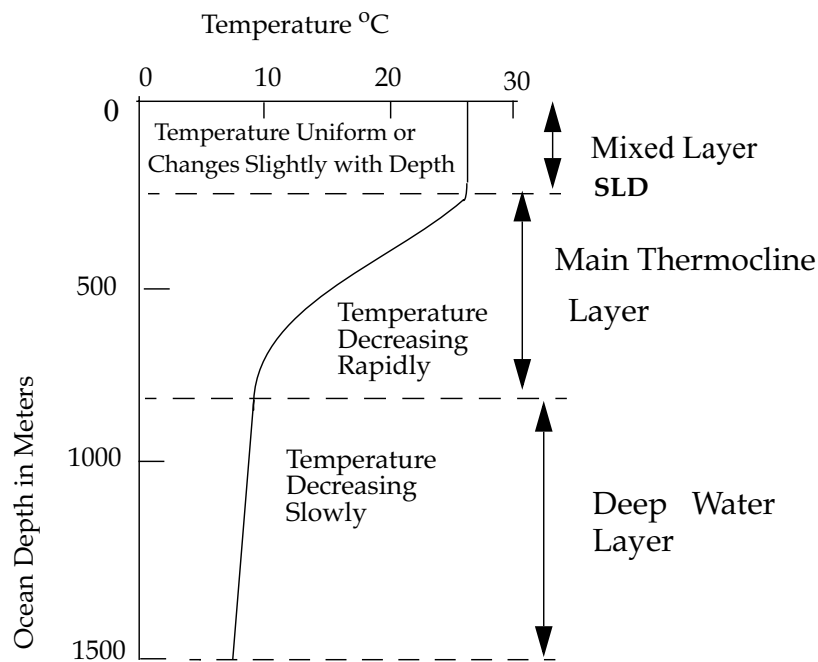 Temperature °C
0 10 20 30
0
Temperature Uniform or
Changes Slightly with Depth
Mixed Layer
SLD
Main Thermocline
Layer
500
Temperature
Decreasing
Rapidly
Ocean Depth in Meters
1000
Temperature
Decreasing
Slowly
Deep Water
Layer
1500